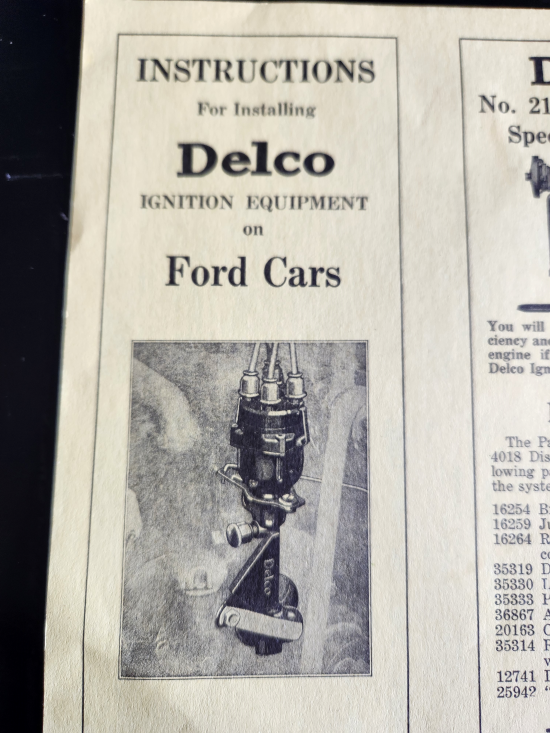 INSTRUCTIONS
For Installing
Delco
IGNITION EQUIPMENT
on
Ford Cars
Delco
No. 21
You will
ciency and
engine if
Delco Ign
The Pa
4018 Dis
lowing p
the syste
16254 B
16259 J
16264 R
35319 D
35330 L
35333
36867 A
20163 C
35314 F
12741 D
25942 "